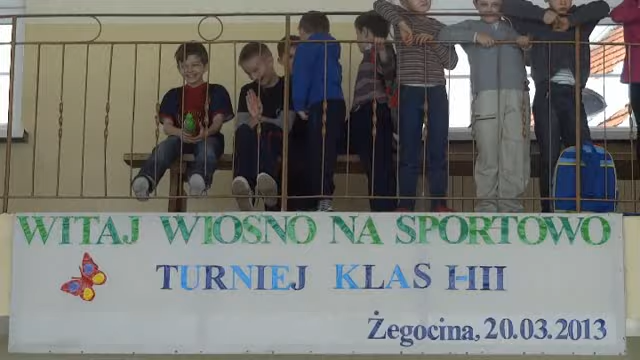 WITAJ WIOSNO NA SPORTOWO
TURNIEJ KLAS I-III
Żegocina, 20.03.2013